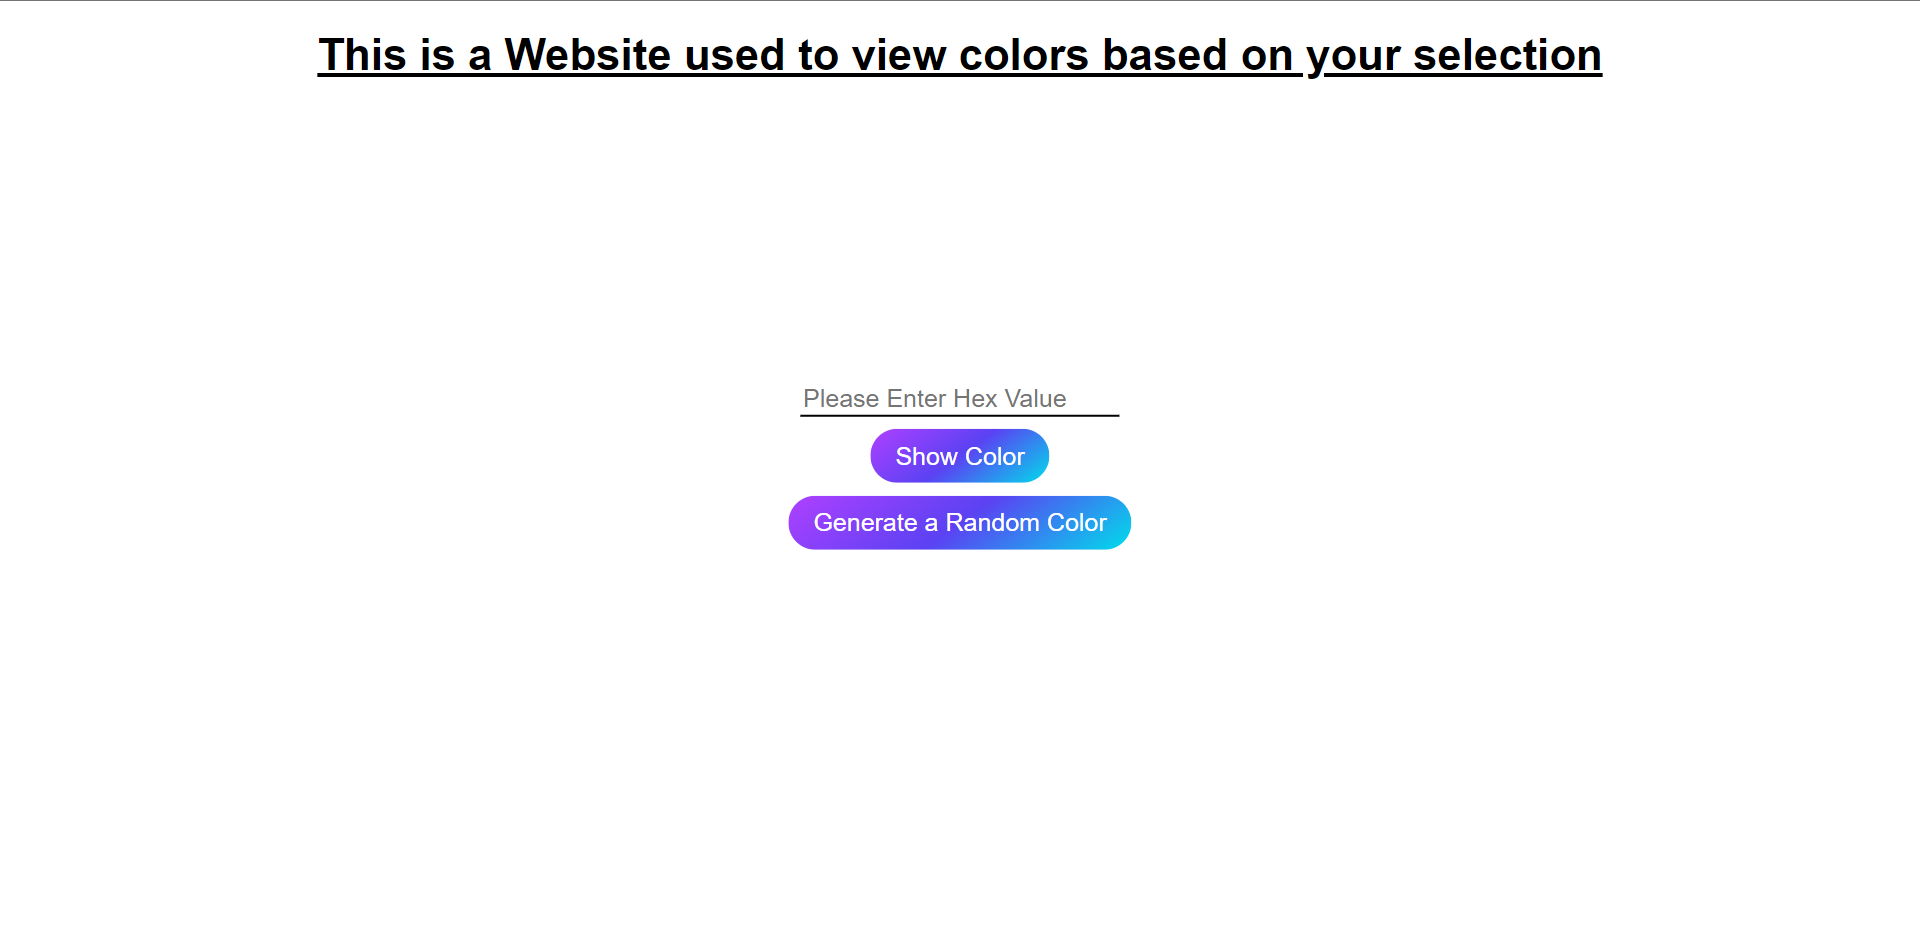 This is a Website used to view colors based on your selection
Please Enter Hex Value
Show Color
Generate a Random Color